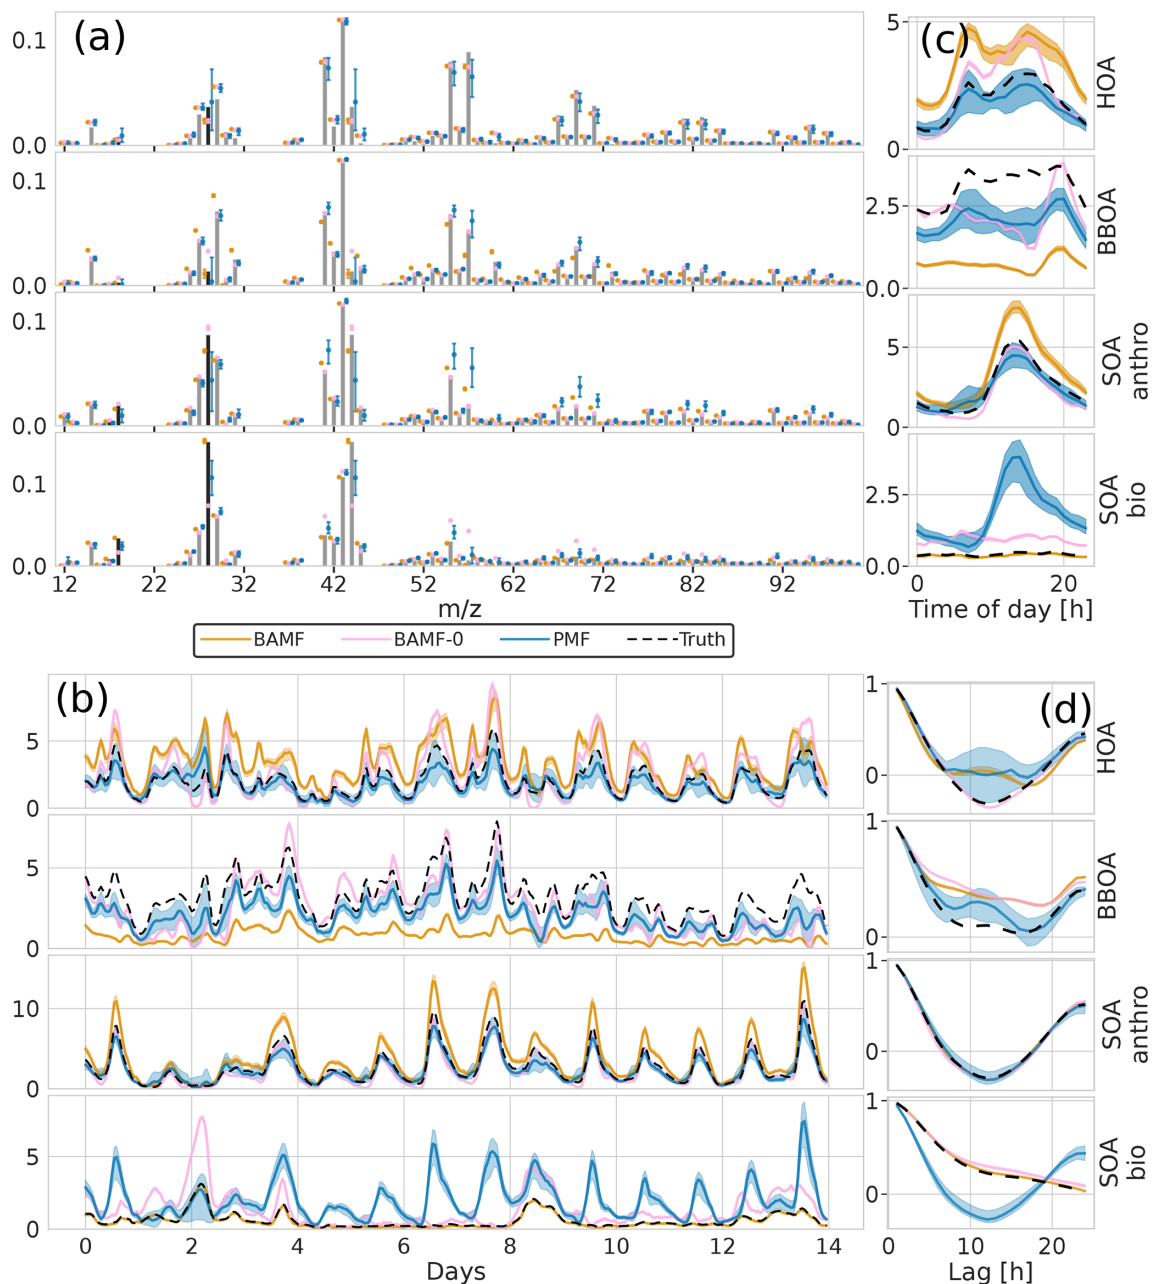 (a)
0.1
0.0
0.1
0.0
0.1
0.0
0.1
0.0
12 22 32 42 52 62 72 82 92
m/z
(c)
5
0
HOA
2.5
0.0
BBOA
5
0
SOA
anthro
2.5
0.0
SOA
bio
0 20
Time of day [h]
BAMF BAMF-0 PMF Truth
(b)
5
0
5
0
10
0
5
0
0 2 4 6 8 10 12 14
Days
(d)
1
0
HOA
1
0
BBOA
1
0
SOA
anthro
1
0
SOA
bio
0 10 20
Lag [h]